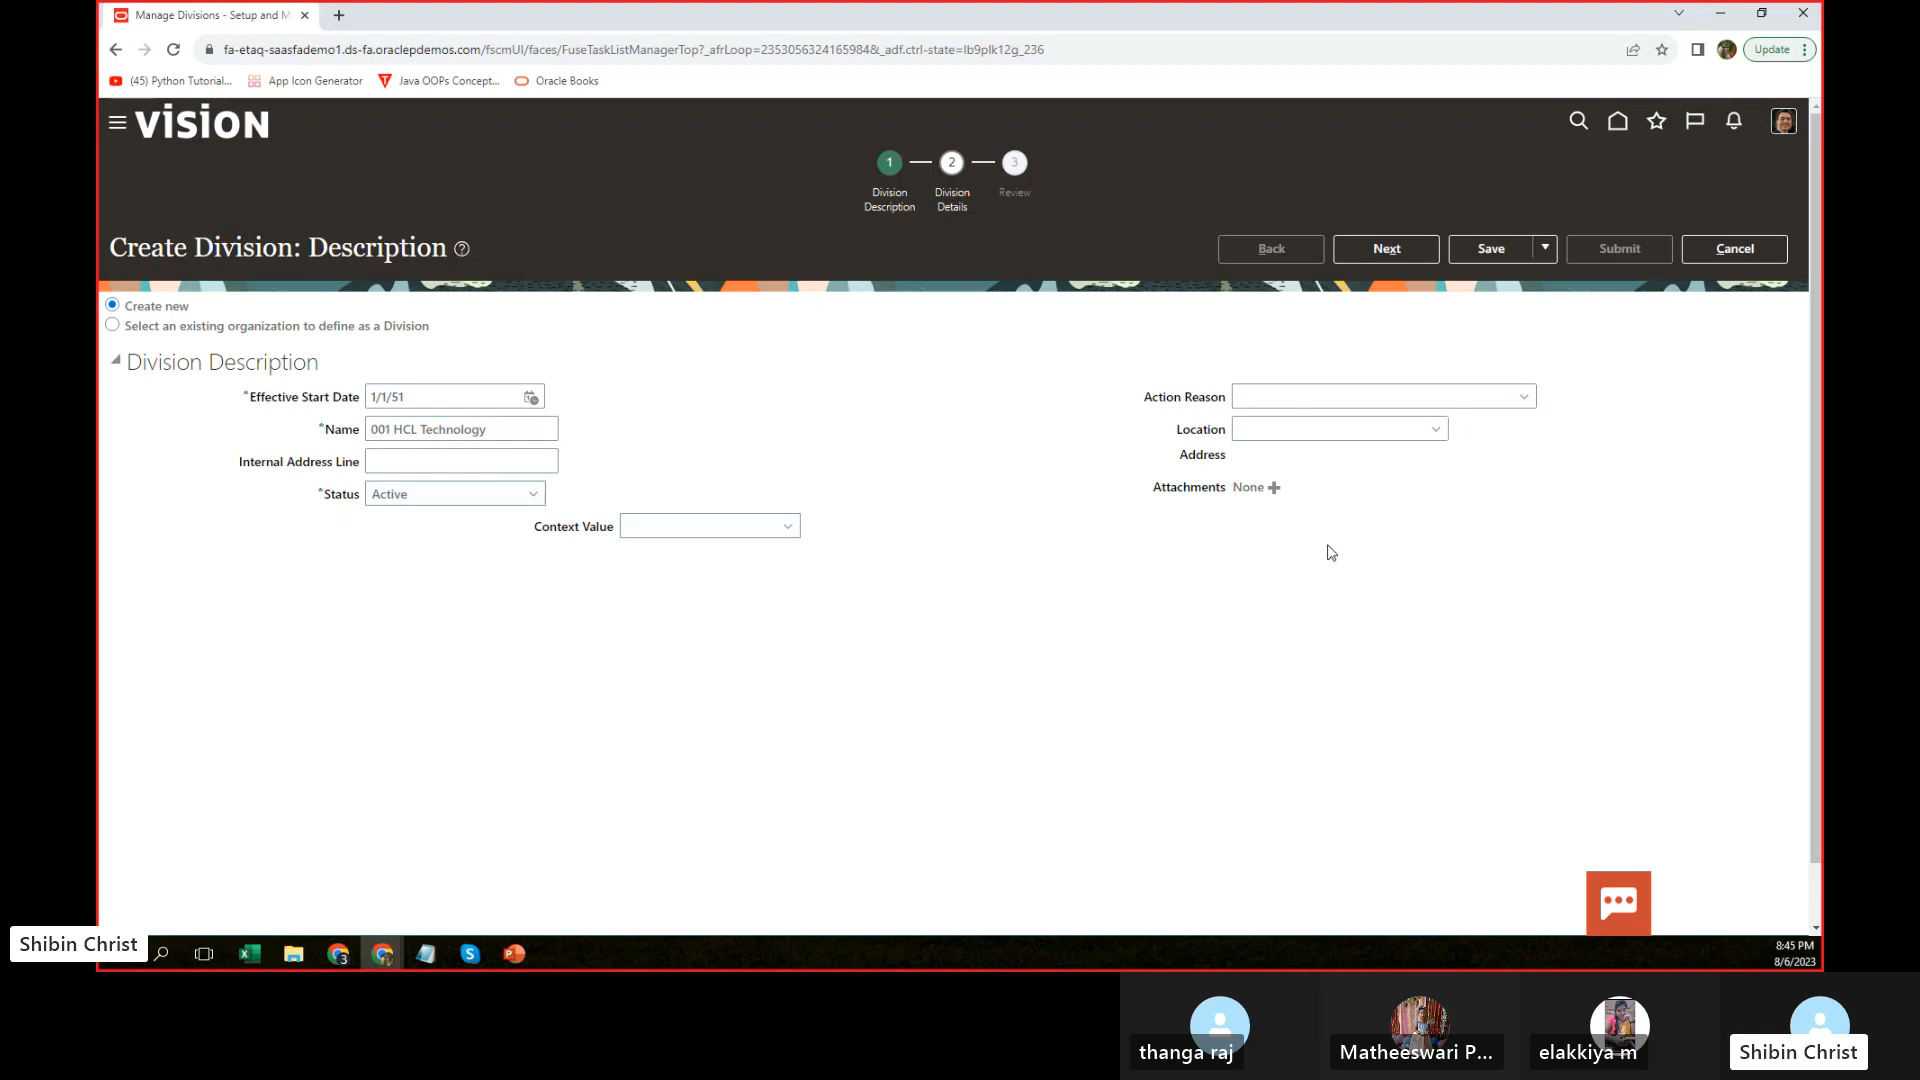 Manage Divisions - Setup and M
fa-etaq-saasfademo1.ds-fa.oraclepdemos.com/fscmUI/faces/FuseTaskListManagerTop?_afrLoop=23530563241659848&_adf.ctrl-state=lb9plk12g_236
Update
(45) Python Tutorial...
App Icon Generator
Java OOPs Concept...
Oracle Books
VISION
1
2
3
Division Description
Division Details
Review
Create Division: Description
Back
Next
Save
Submit
Cancel
Create new
Select an existing organization to define as a Division
Division Description
*Effective Start Date 1/1/51
*Name 001 HCL Technology
Internal Address Line
*Status Active
Context Value
Action Reason
Location
Address
Attachments None
Shibin Christ
3
8:45 PM
8/6/2023
thanga raj
Matheeswari P...
elakkiya m
Shibin Christ